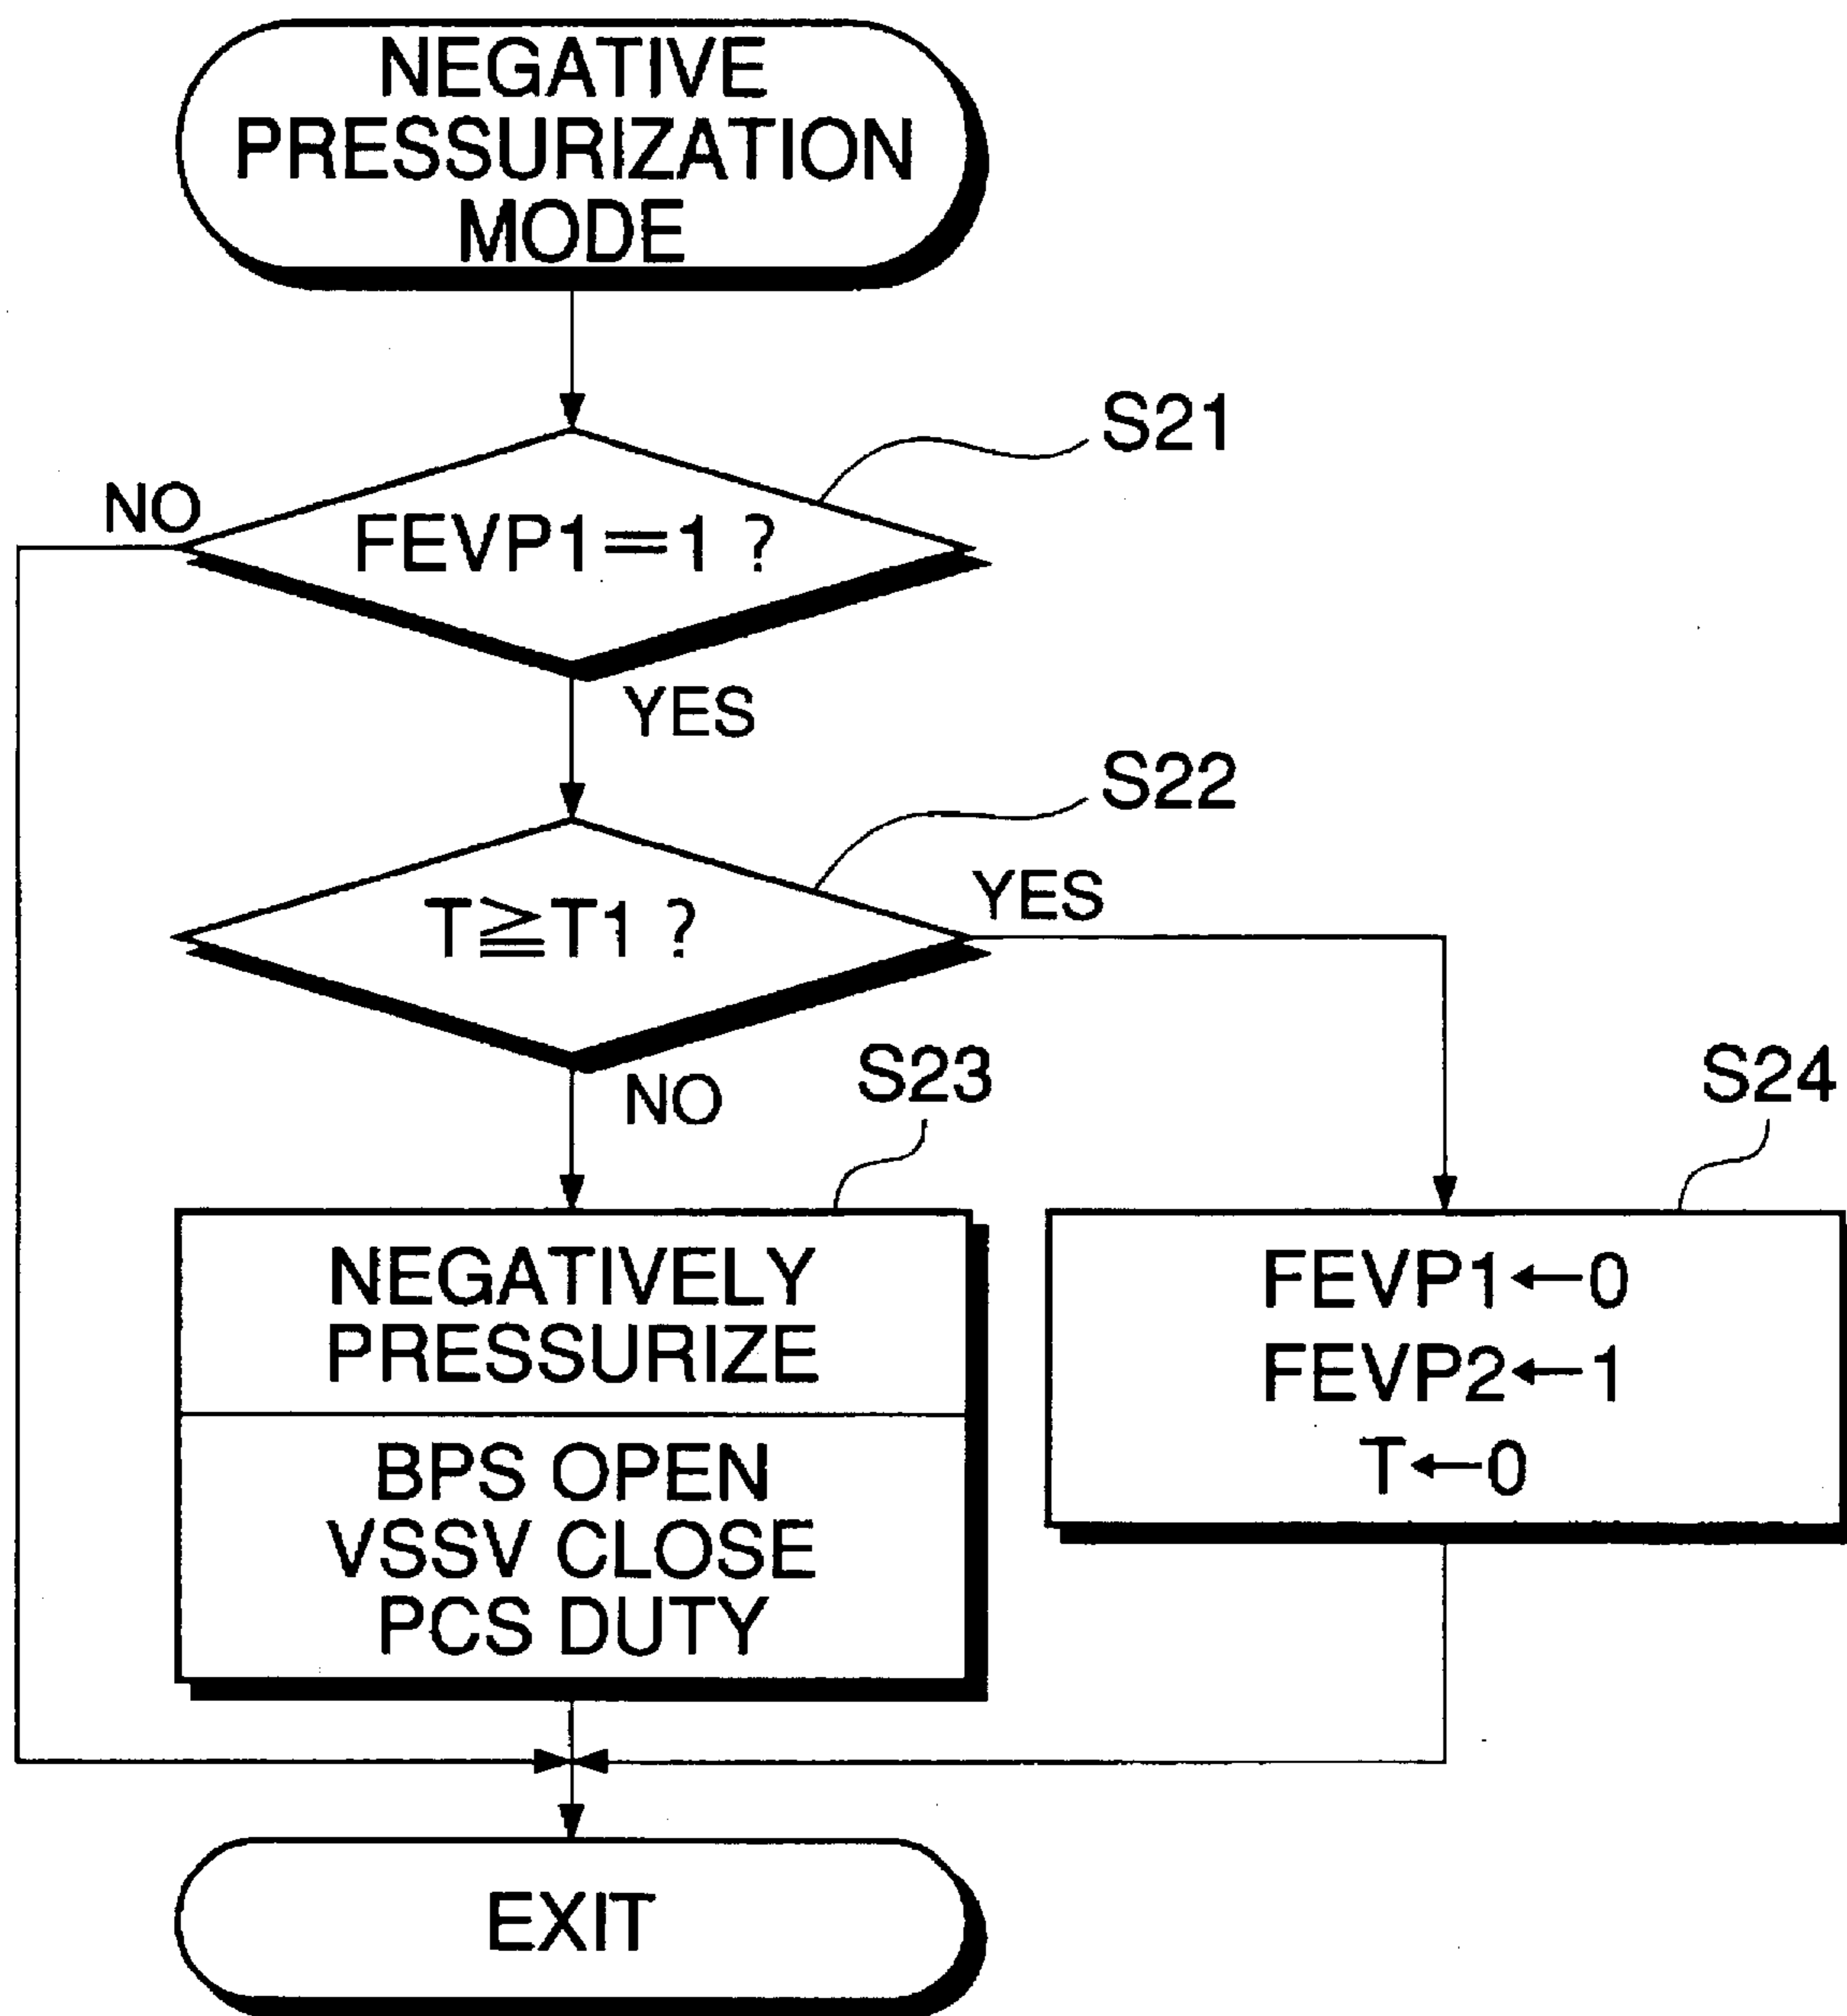 NEGATIVE
PRESSURIZATION
MODE
S21
NO
FEVP1=1 ?
YES
S22
YES
T≧T1 ?
NO
S23
S24
NEGATIVELY
PRESSURIZE
BPS OPEN
VSSV CLOSE
PCS DUTY
FEVP1←0
FEVP2←1
T←0
EXIT